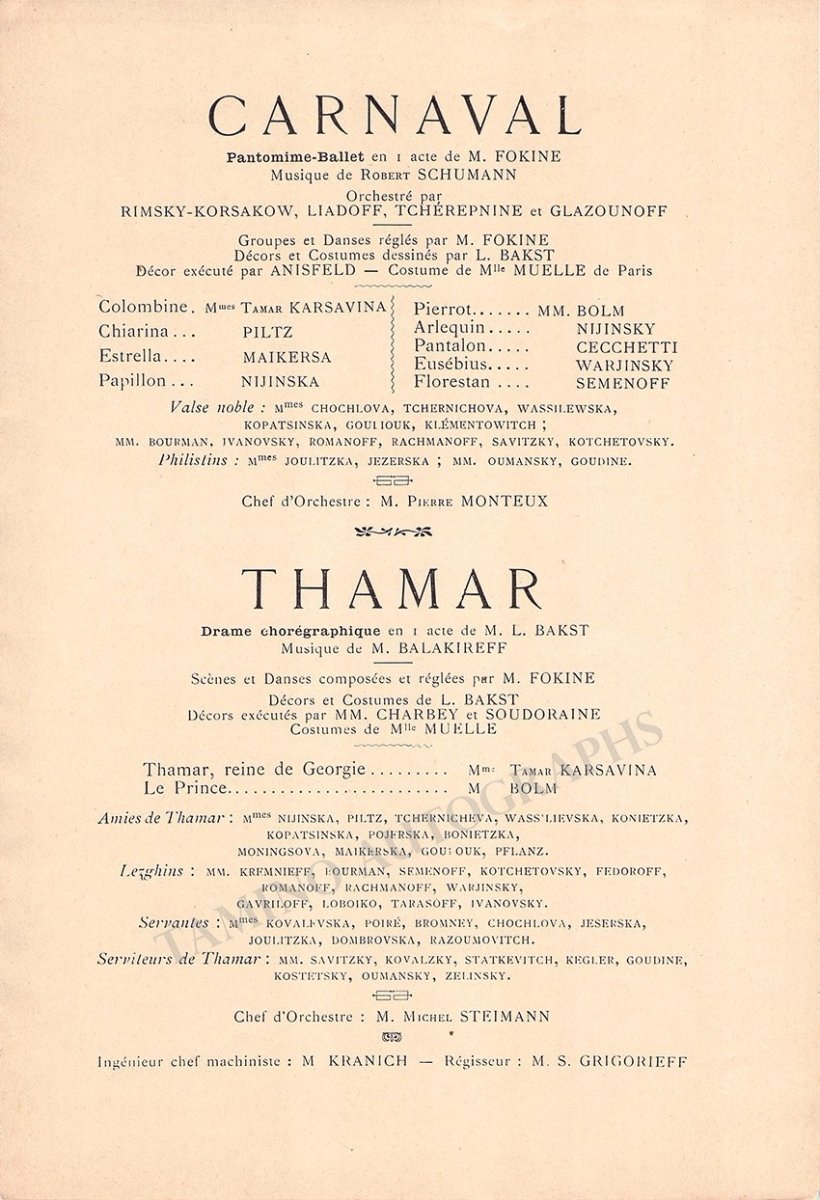 CARNAVAL
Pantomime-Ballet en 1 acte de M. FOKINE
Musique de ROBERT SCHUMANN
Orchestré par
RIMSKY-KORSAKOW, LIADOFF, TCHÉREPNINE et GLAZOUNOFF
Groupes et Danses réglés par M. FOKINE
Décors et Costumes dessinés par L. BAKST
Décor exécuté par ANISFELD — Costume de Mlle MUELLE de Paris
Colombine. Mmes TAMAR KARSAVINA
Chiarina... PILTZ
Estrella.... MAIKERSA
Papillon... NIJINSKA
Pierrot....... MM. BOLM
Arlequin..... NIJINSKY
Pantalon..... CECCHETTI
Eusébius..... WARJINSKY
Florestan.... SEMENOFF
Valse noble : Mmes CHOCHLOVA, TCHERNICHOVA, WASSILEWSKA,
KOPATSINSKA, GOULIOUK, KLÉMENTOWITCH ;
MM. BOURMAN, IVANOVSKY, ROMANOFF, RACHMANOFF, SAVITZKY, KOTCHETOVSKY.
Philistins : Mmes JOULITZKA, JEZERSKA ; MM. OUMANSKY, GOUDINE.
Chef d'Orchestre : M. PIERRE MONTEUX
THAMAR
Drame chorégraphique en 1 acte de M. L. BAKST
Musique de M. BALAKIREFF
Scènes et Danses composées et réglées par M. FOKINE
Décors et Costumes de L. BAKST
Décors exécutés par MM. CHARBEY et SOUDORAINE
Costumes de Mlle MUELLE
Thamar, reine de Georgie......... Mme TAMAR KARSAVINA
Le Prince......................... M BOLM
Amies de Thamar : Mmes NIJINSKA, PILTZ, TCHERNICHEVA, WASS'LIEVSKA, KONIETZKA,
KOPATSINSKA, POJERSKA, BONIETZKA,
MONINGSOVA, MAIKERSKA, GOULOUK, PFLANZ.
Lezghins : MM. KREMNIEFF, BOURMAN, SEMENOFF, KOTCHETOVSKY, FEDOROFF,
ROMANOFF, RACHMANOFF, WARJINSKY,
GAVRILOFF, LOBOIKO, TARASOFF, IVANOVSKY.
Servantes : Mmes KOVALEVSKA, POIRÉ, BROMNEY, CHOCHLOVA, JESERSKA,
JOULITZKA, DOMBROVSKA, RAZOUMOVITCH.
Serviteurs de Thamar : MM. SAVITZKY, KOVALZKY, STATKEVITCH, KEGLER, GOUDINE,
KOSTETSKY, OUMANSKY, ZELINSKY.
Chef d'Orchestre : M. MICHEL STEIMANN
Ingénieur chef machiniste : M KRANICH — Régisseur : M. S. GRIGORIEFF
TAMINO AUTOGRAPHS